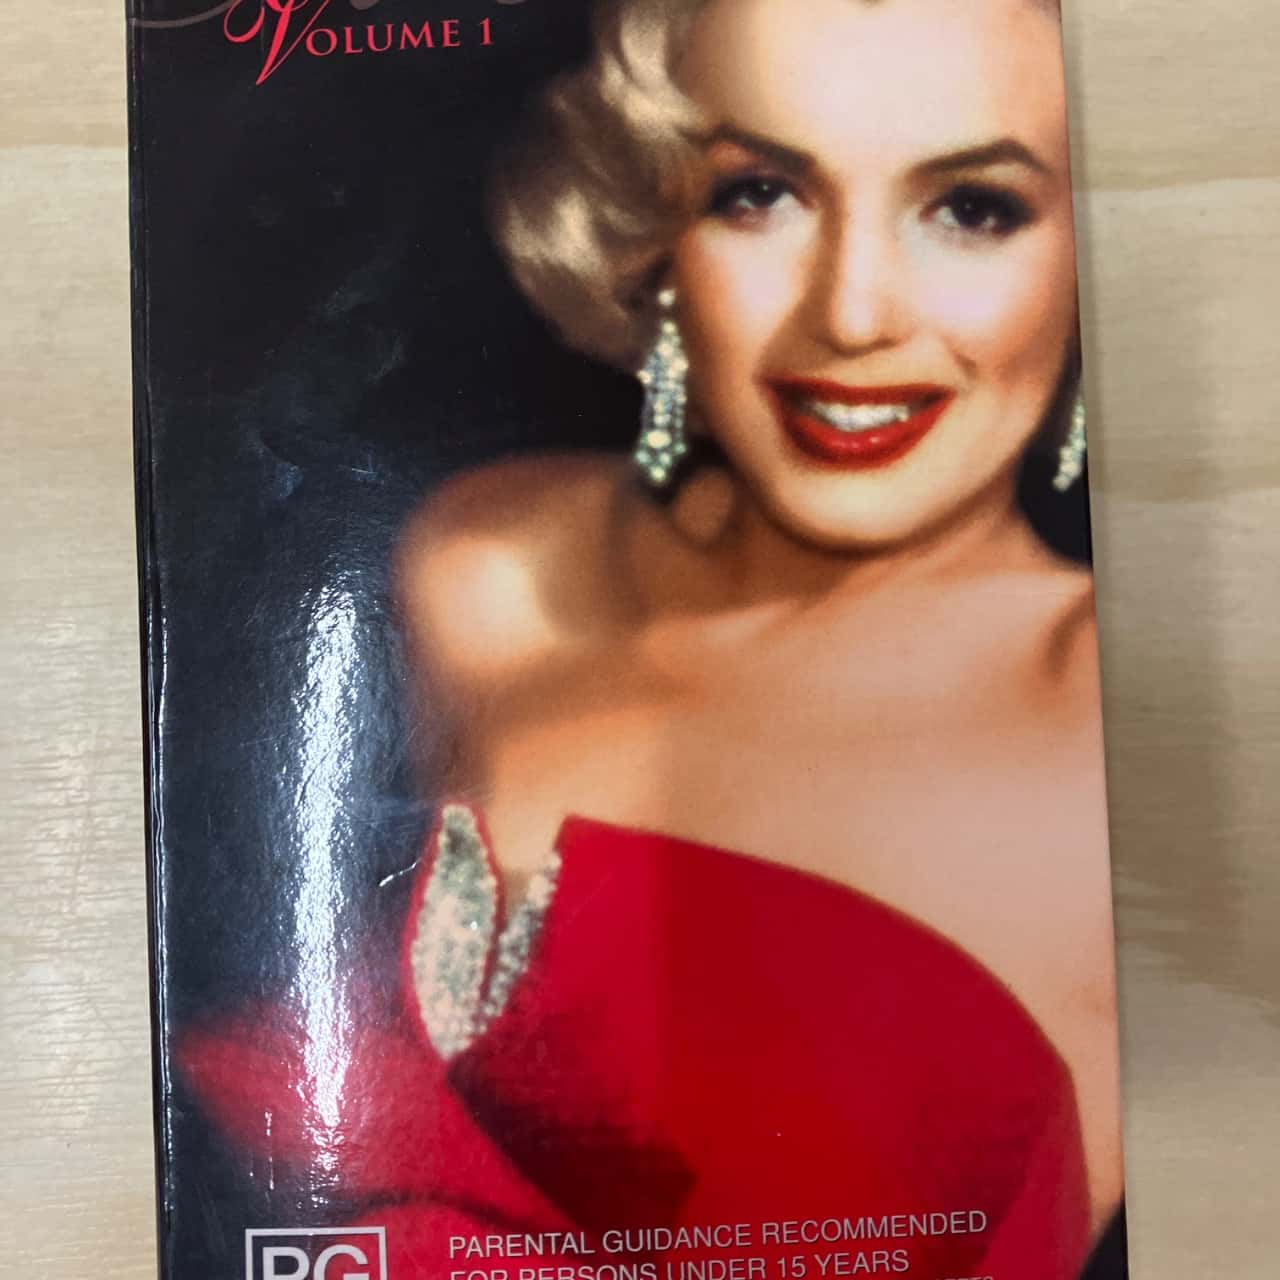 VOLUME 1
PG
PARENTAL GUIDANCE RECOMMENDED
FOR PERSONS UNDER 15 YEARS